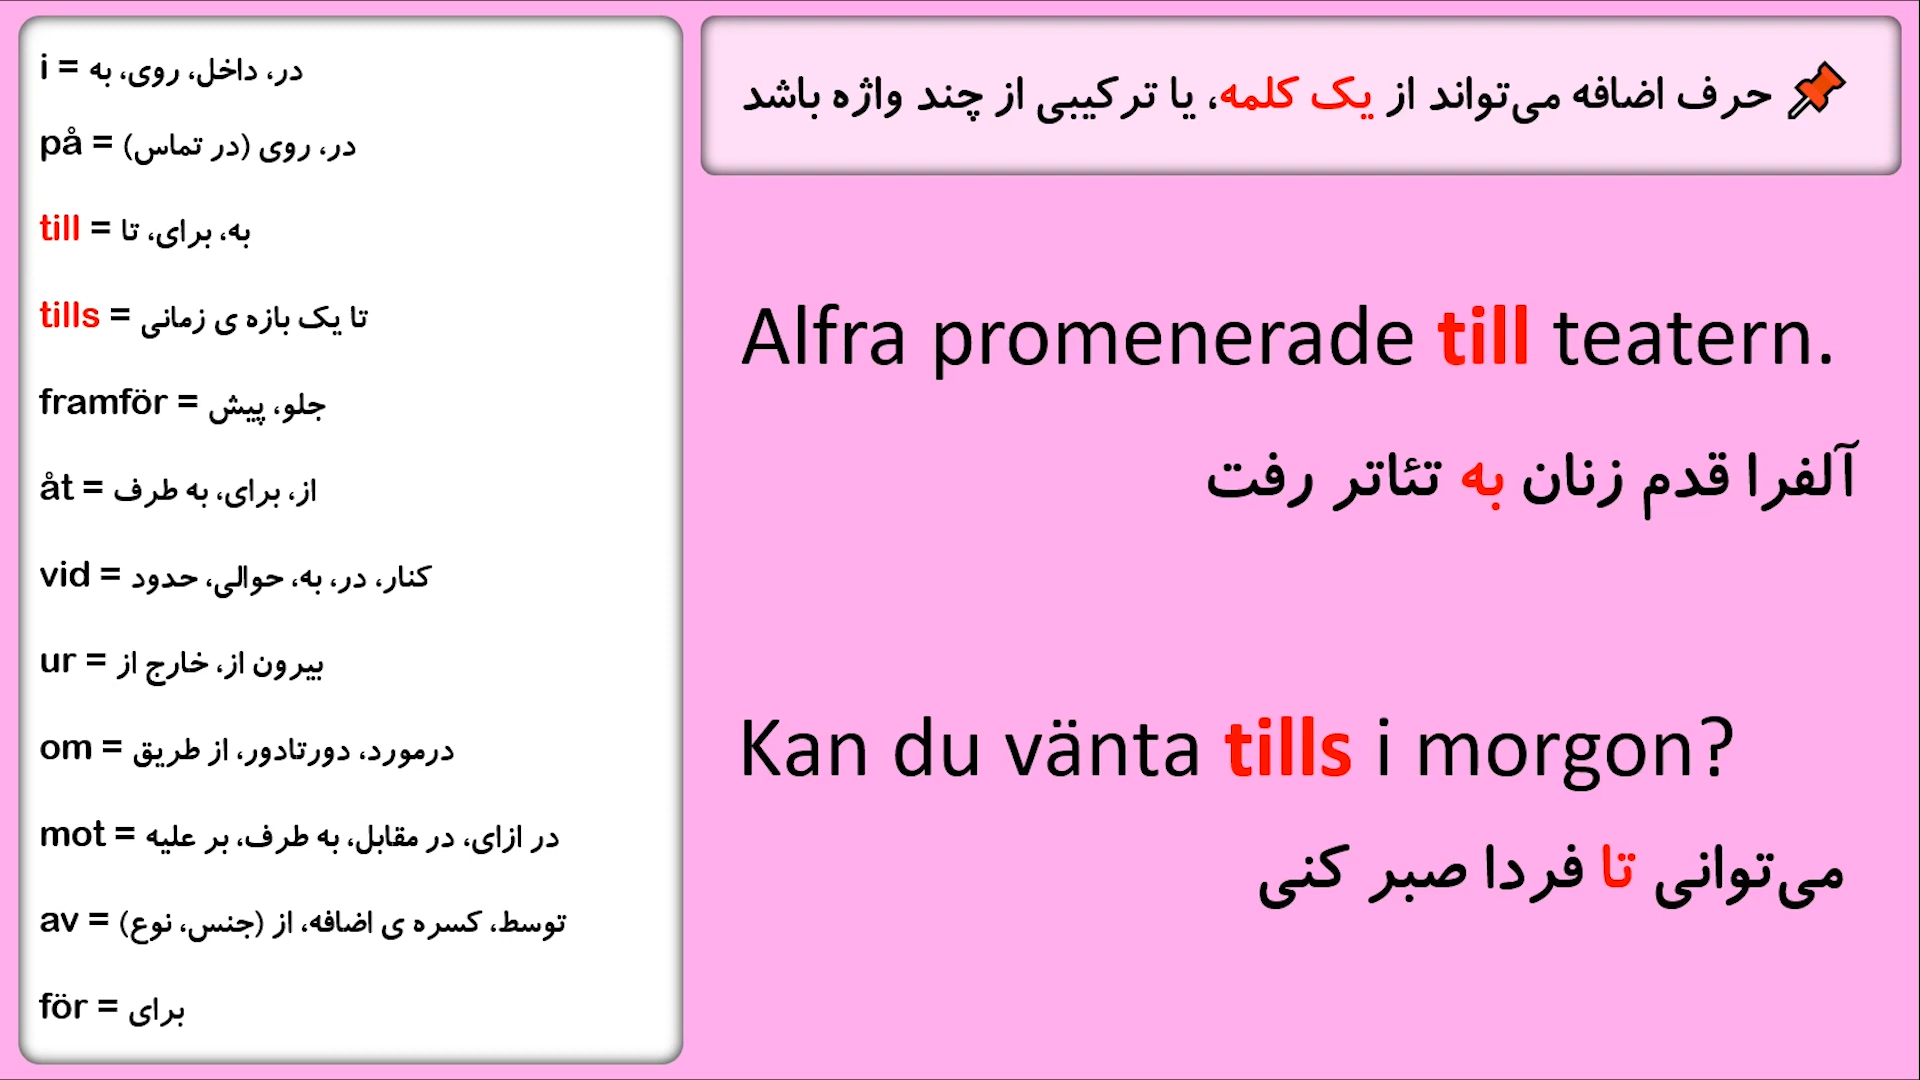 i = در، داخل، روی، به
på = در، روی (در تماس)
till = به، برای، تا
tills = تا یک بازه ی زمانی
framför = جلو، پیش
åt = از، برای، به طرف
vid = کنار، در، به، حوالی، حدود
ur = بیرون از، خارج از
om = درمورد، دورتادور، از طریق
mot = در ازای، در مقابل، به طرف، بر علیه
av = توسط، کسره ی اضافه، از (جنس، نوع)
för = برای
حرف اضافه می‌تواند از یک کلمه، یا ترکیبی از چند واژه باشد
Alfra promenerade till teatern.
آلفرا قدم زنان به تئاتر رفت
Kan du vänta tills i morgon?
می‌توانی تا فردا صبر کنی